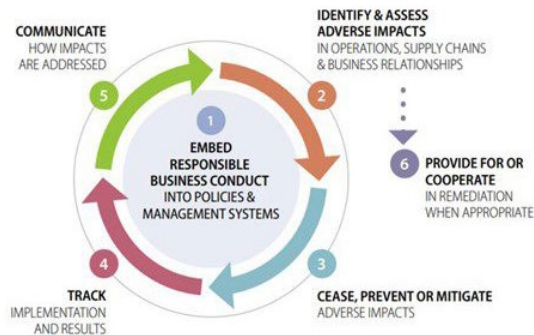 COMMUNICATE
HOW IMPACTS
ARE ADDRESSED
5
IDENTIFY & ASSESS
ADVERSE IMPACTS
IN OPERATIONS, SUPPLY CHAINS
& BUSINESS RELATIONSHIPS
2
1
EMBED
RESPONSIBLE
BUSINESS CONDUCT
INTO POLICIES &
MANAGEMENT SYSTEMS
6
PROVIDE FOR OR
COOPERATE
IN REMEDIATION
WHEN APPROPRIATE
4
TRACK
IMPLEMENTATION
AND RESULTS
3
CEASE, PREVENT OR MITIGATE
ADVERSE IMPACTS